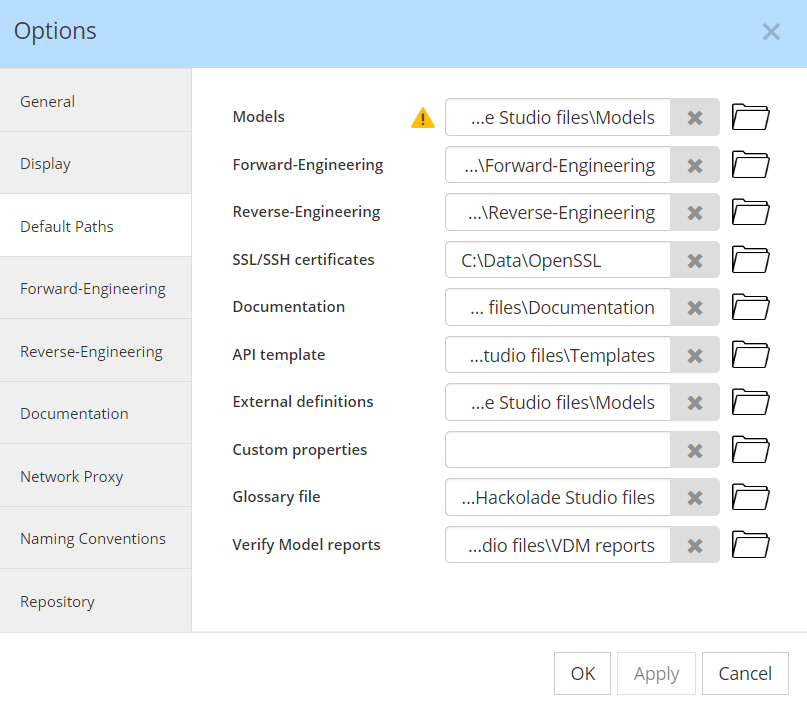 Options
General
Display
Default Paths
Forward-Engineering
Reverse-Engineering
Documentation
Network Proxy
Naming Conventions
Repository
Models ...e Studio files\Models
Forward-Engineering ...\Forward-Engineering
Reverse-Engineering ...\Reverse-Engineering
SSL/SSH certificates C:\Data\OpenSSL
Documentation ... files\Documentation
API template ...tudio files\Templates
External definitions ...e Studio files\Models
Custom properties
Glossary file ...Hackolade Studio files
Verify Model reports ...dio files\VDM reports
OK Apply Cancel